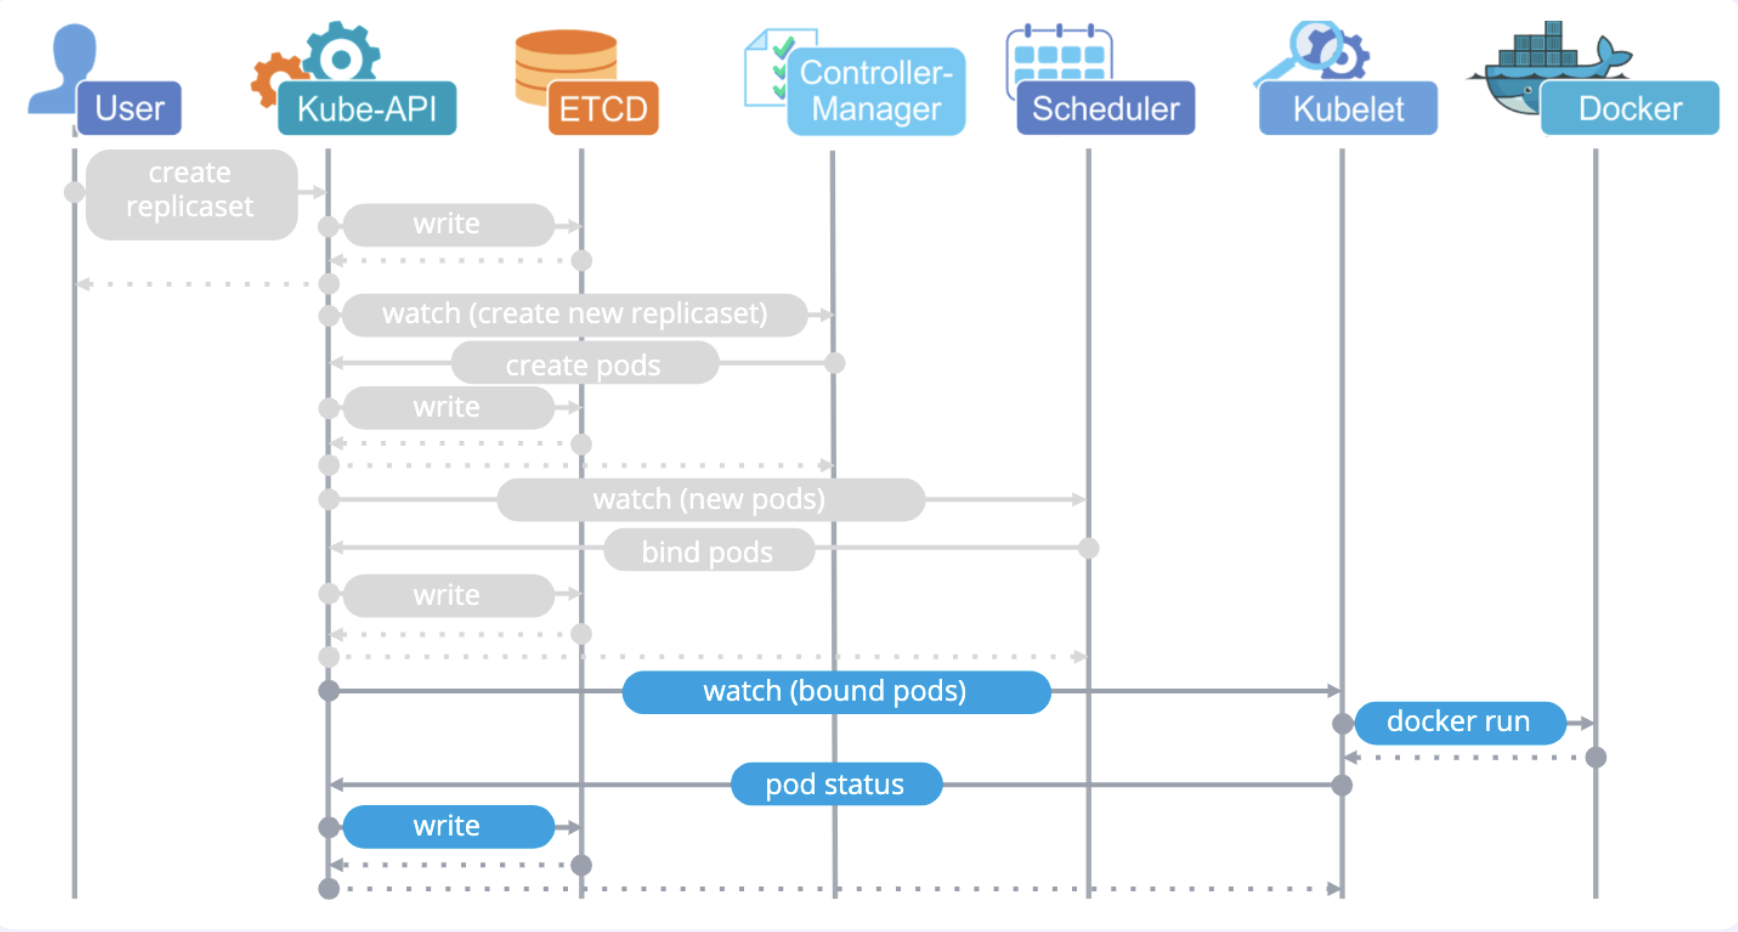 User
Kube-API
ETCD
Controller-
Manager
Scheduler
Kubelet
Docker
create
replicaset
write
watch (create new replicaset)
create pods
write
watch (new pods)
bind pods
write
watch (bound pods)
docker run
pod status
write